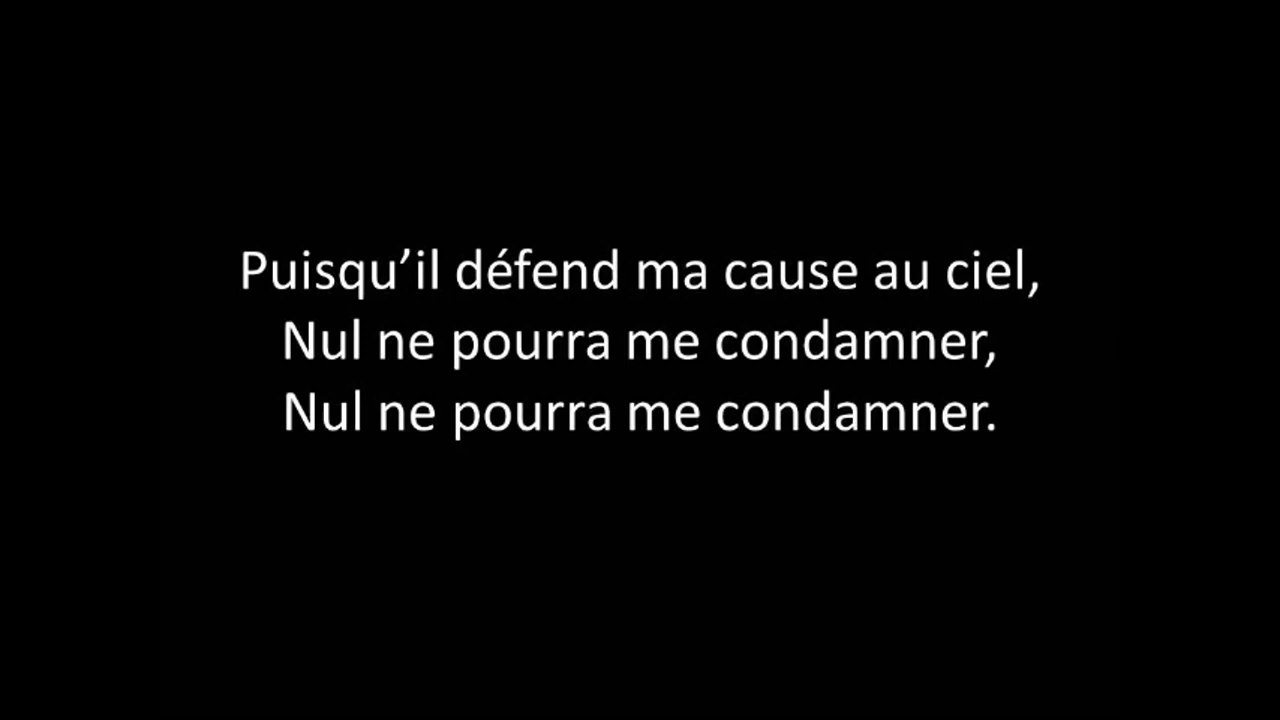 Puisqu’il défend ma cause au ciel,
Nul ne pourra me condamner,
Nul ne pourra me condamner.